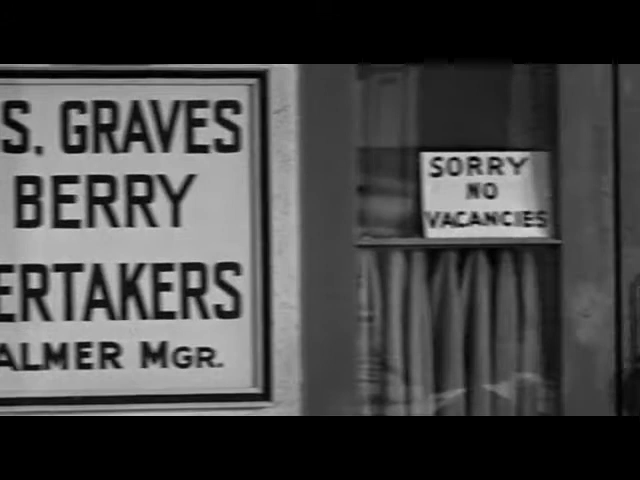 S. GRAVES
BERRY
ERTAKERS
ALMER MGR.
SORRY
NO
VACANCIES